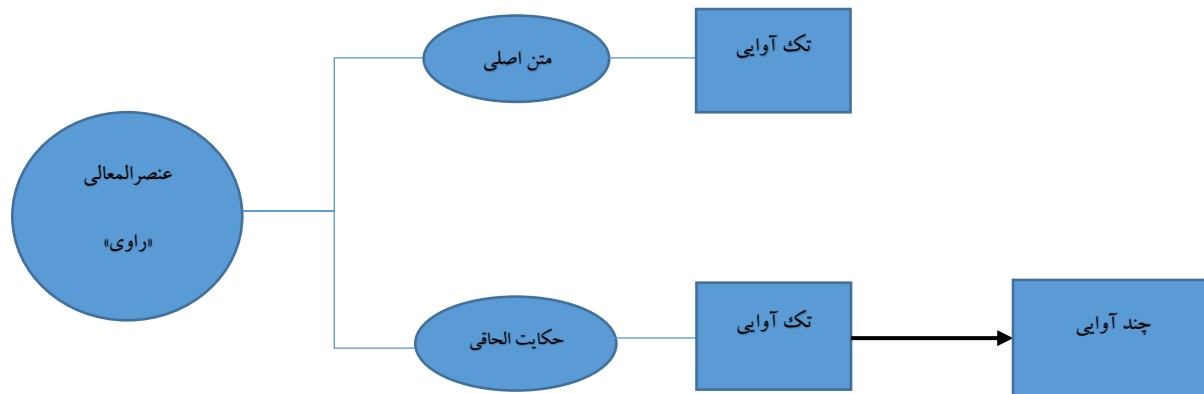 متن اصلی
تک آوایی
عنصرالمعالی
«راوی»
حکایت الحاقی
تک آوایی
چند آوایی